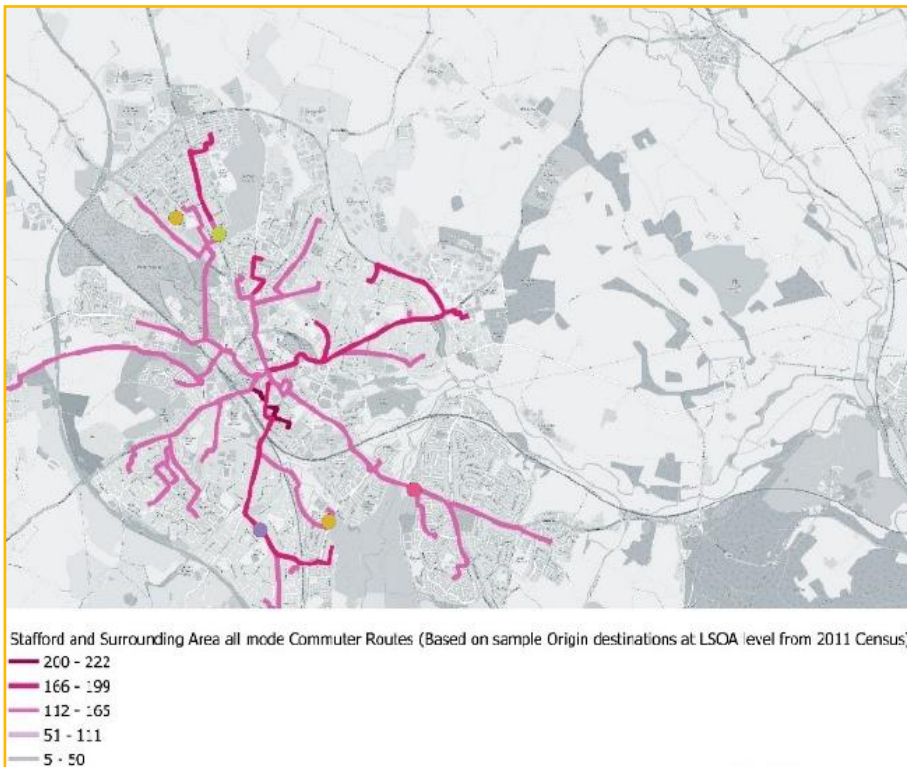 Stafford and Surrounding Area all mode Commuter Routes (Based on sample Origin destinations at LSOA level from 2011 Census)
200 - 222
166 - 199
112 - 165
51 - 111
5 - 50